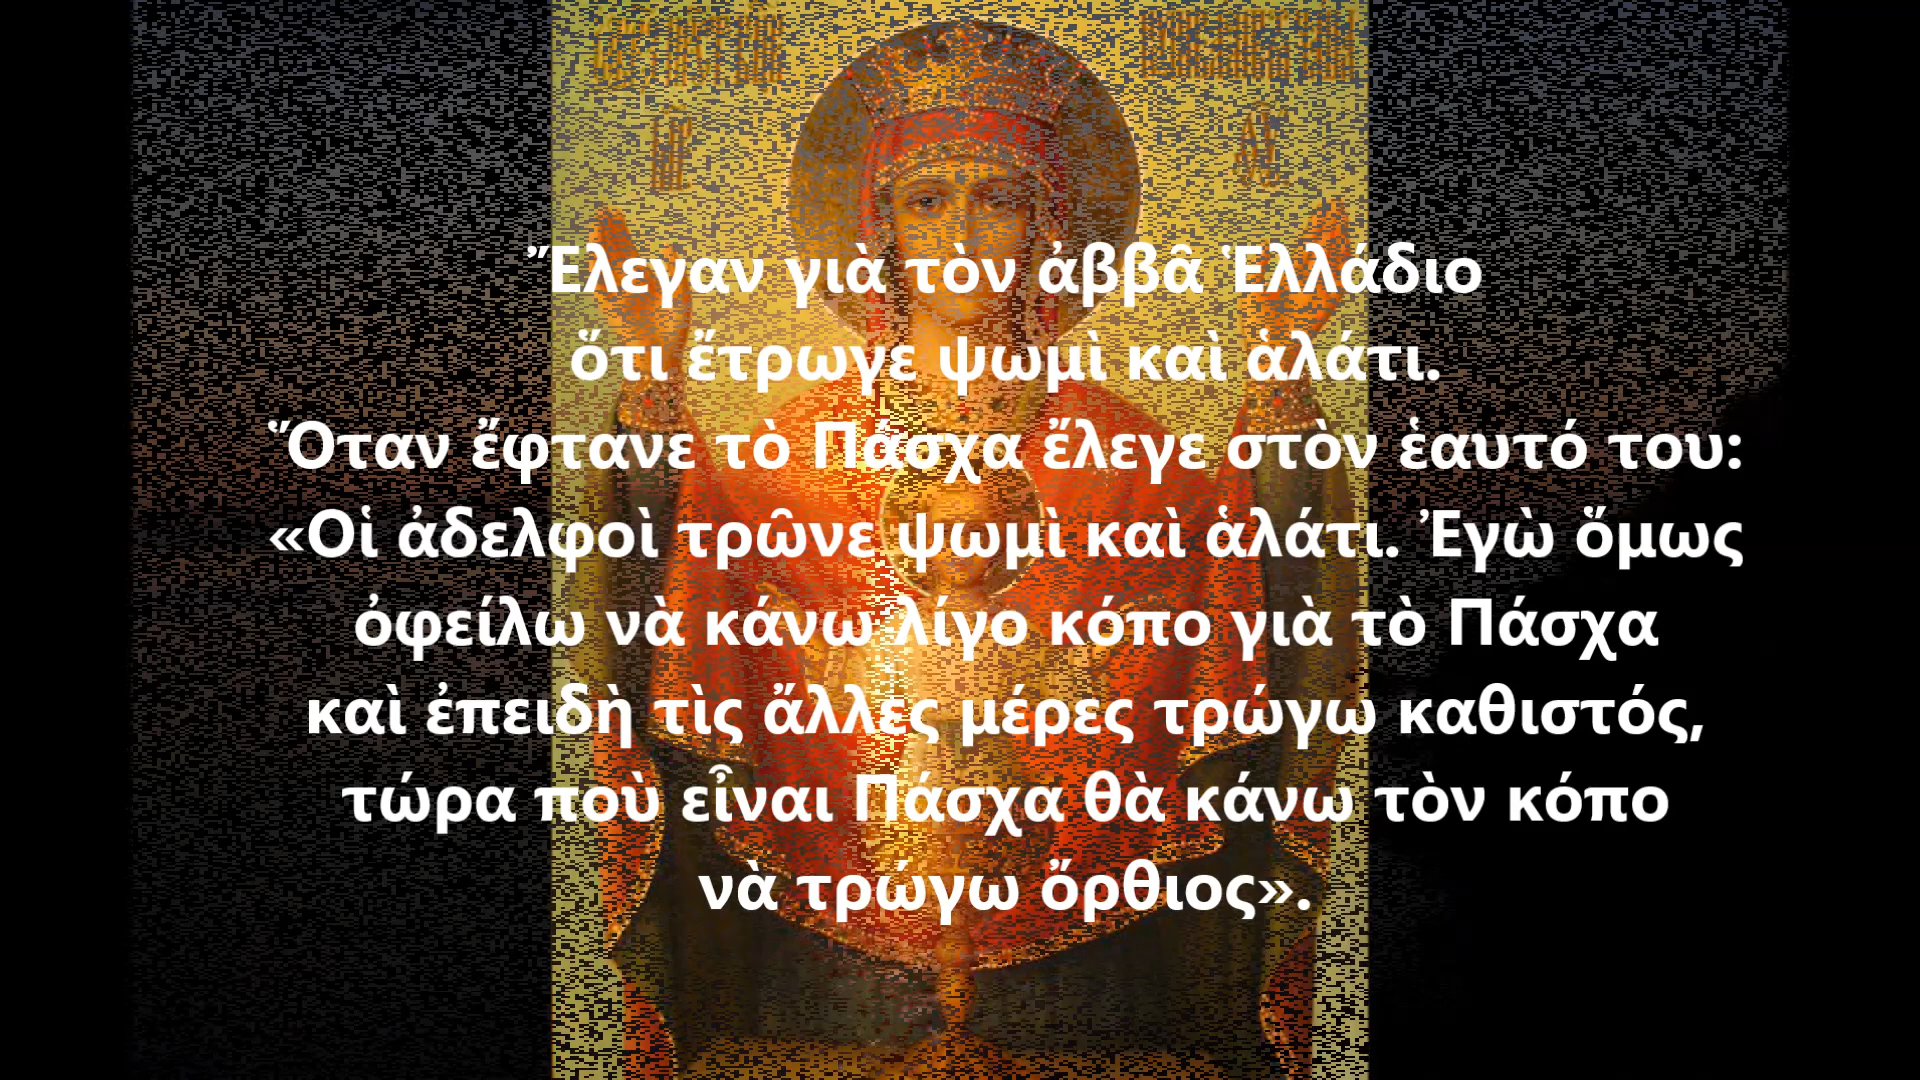 Ἔλεγαν γιὰ τὸν ἀββᾶ Ἑλλάδιο
ὅτι ἔτρωγε ψωμὶ καὶ ἁλάτι.
Ὅταν ἔφτανε τὸ Πάσχα ἔλεγε στὸν ἑαυτό του:
«Οἱ ἀδελφοὶ τρῶνε ψωμὶ καὶ ἁλάτι. Ἐγὼ ὅμως
ὀφείλω νὰ κάνω λίγο κόπο γιὰ τὸ Πάσχα
καὶ ἐπειδὴ τὶς ἄλλες μέρες τρώγω καθιστός,
τώρα ποὺ εἶναι Πάσχα θὰ κάνω τὸν κόπο
νὰ τρώγω ὄρθιος».